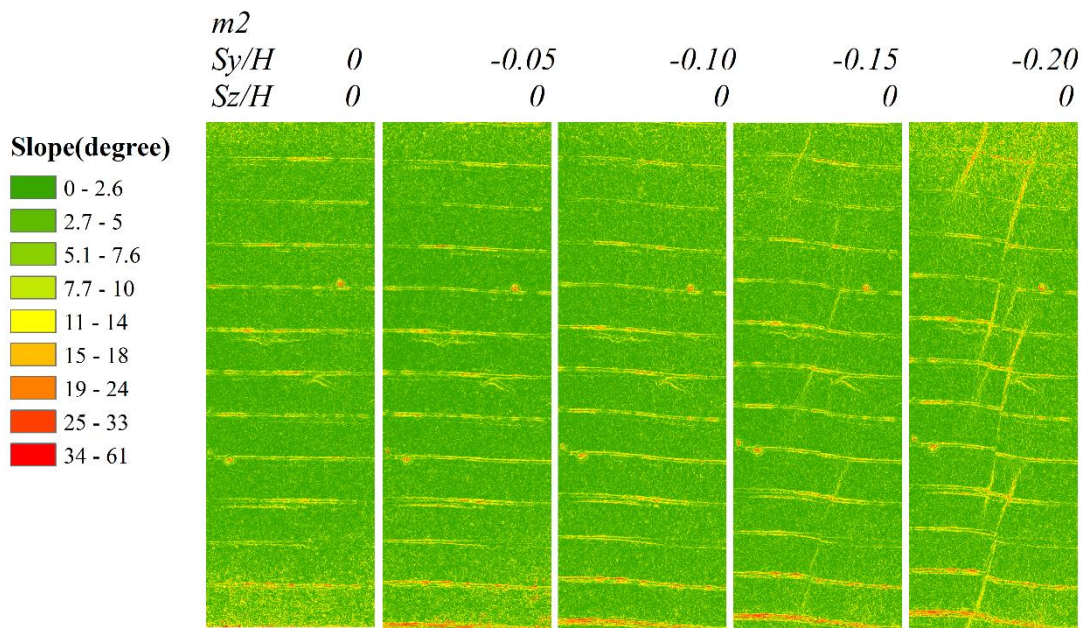 m2
Sy/H 0 -0.05 -0.10 -0.15 -0.20
Sz/H 0 0 0 0 0
Slope(degree)
0 - 2.6
2.7 - 5
5.1 - 7.6
7.7 - 10
11 - 14
15 - 18
19 - 24
25 - 33
34 - 61